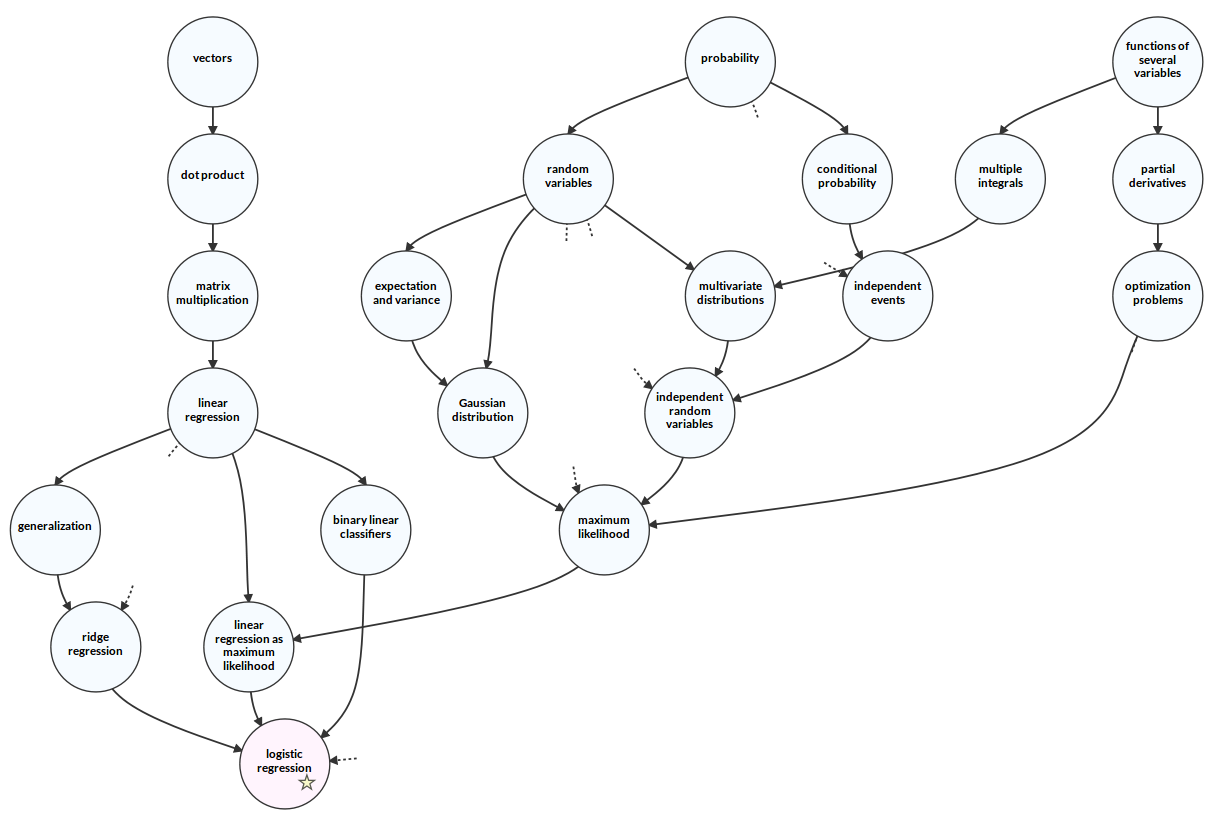 vectors
probability
functions of
several
variables
dot product
random
variables
conditional
probability
multiple
integrals
partial
derivatives
matrix
multiplication
expectation
and variance
multivariate
distributions
independent
events
optimization
problems
linear
regression
Gaussian
distribution
independent
random
variables
generalization
binary linear
classifiers
maximum
likelihood
ridge
regression
linear
regression as
maximum
likelihood
logistic
regression